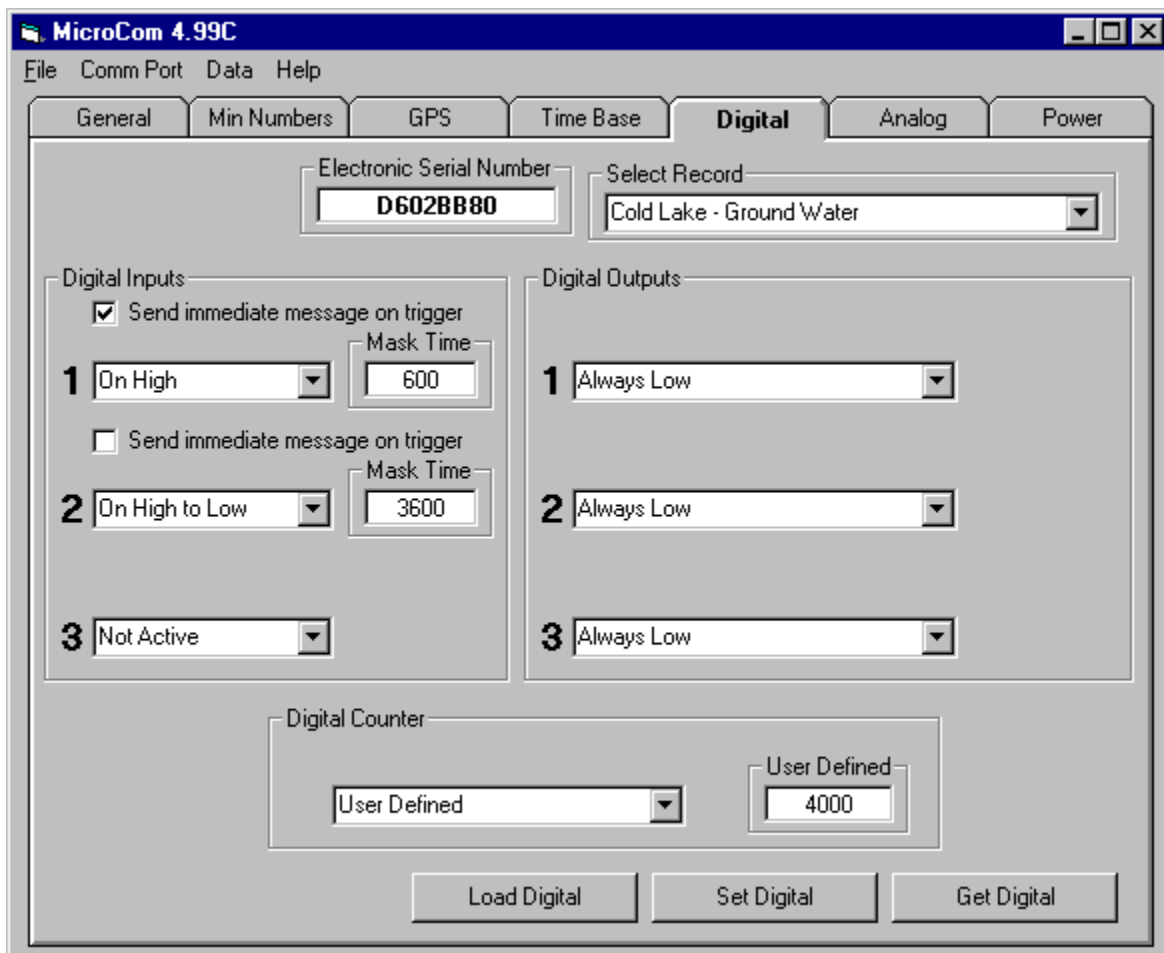 MicroCom 4.99C
File Comm Port Data Help
General Min Numbers GPS Time Base Digital Analog Power
Electronic Serial Number
D602BB80
Select Record
Cold Lake - Ground Water
Digital Inputs
Send immediate message on trigger
Mask Time
1 On High 600
Send immediate message on trigger
Mask Time
2 On High to Low 3600
3 Not Active
Digital Outputs
1 Always Low
2 Always Low
3 Always Low
Digital Counter
User Defined
User Defined
4000
Load Digital Set Digital Get Digital